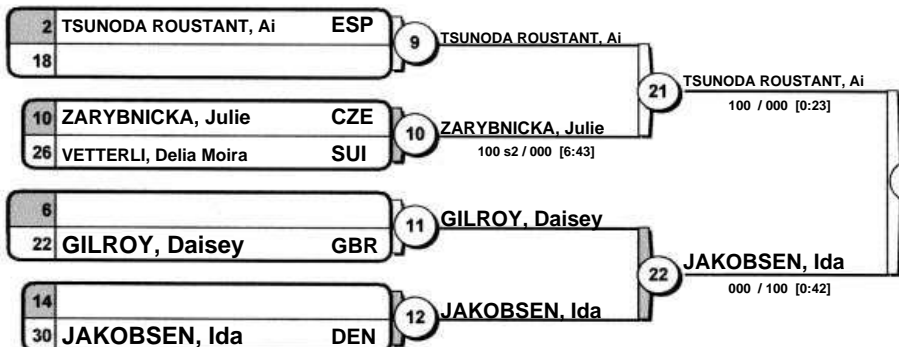 2 TSUNODA ROUSTANT, Ai ESP
18
9
TSUNODA ROUSTANT, Ai
10 ZARYBNICKA, Julie CZE
26 VETTERLI, Delia Moira SUI
10
ZARYBNICKA, Julie
100 s2 / 000 [6:43]
21
TSUNODA ROUSTANT, Ai
100 / 000 [0:23]
6
22 GILROY, Daisey GBR
11
GILROY, Daisey
14
30 JAKOBSEN, Ida DEN
12
JAKOBSEN, Ida
22
JAKOBSEN, Ida
000 / 100 [0:42]